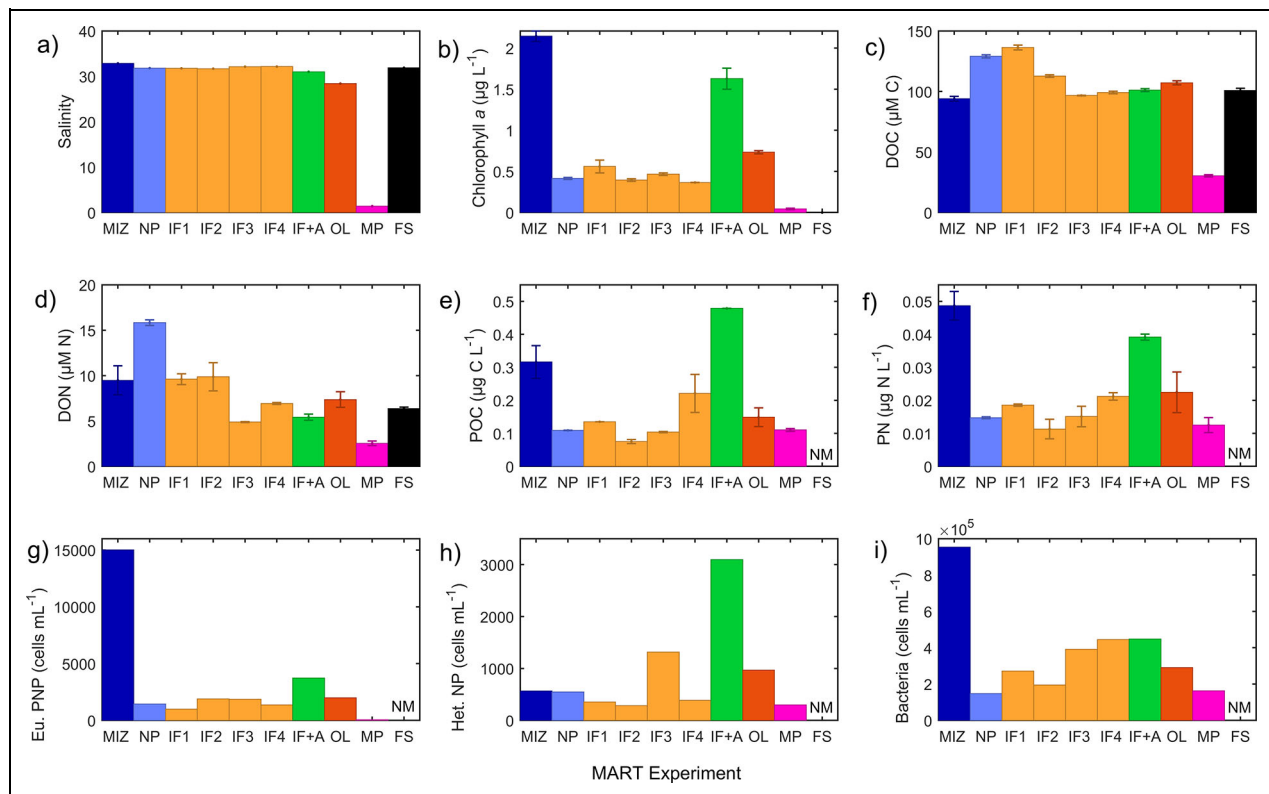 a)
Salinity
40
30
20
10
0
MIZ NP IF1 IF2 IF3 IF4 IF+A OL MP FS
b)
Chlorophyll a (µg L⁻¹)
2
1.5
1
0.5
0
MIZ NP IF1 IF2 IF3 IF4 IF+A OL MP FS
c)
DOC (µM C)
150
100
50
0
MIZ NP IF1 IF2 IF3 IF4 IF+A OL MP FS
d)
DON (µM N)
20
15
10
5
0
MIZ NP IF1 IF2 IF3 IF4 IF+A OL MP FS
e)
POC (µg C L⁻¹)
0.5
0.4
0.3
0.2
0.1
0
NM
MIZ NP IF1 IF2 IF3 IF4 IF+A OL MP FS
f)
PN (µg N L⁻¹)
0.05
0.04
0.03
0.02
0.01
0
NM
MIZ NP IF1 IF2 IF3 IF4 IF+A OL MP FS
g)
Eu. PNP (cells mL⁻¹)
15000
10000
5000
0
NM
MIZ NP IF1 IF2 IF3 IF4 IF+A OL MP FS
h)
Het. NP (cells mL⁻¹)
3000
2000
1000
0
NM
MIZ NP IF1 IF2 IF3 IF4 IF+A OL MP FS
i)
Bacteria (cells mL⁻¹)
×10⁵
10
8
6
4
2
0
NM
MIZ NP IF1 IF2 IF3 IF4 IF+A OL MP FS
MART Experiment